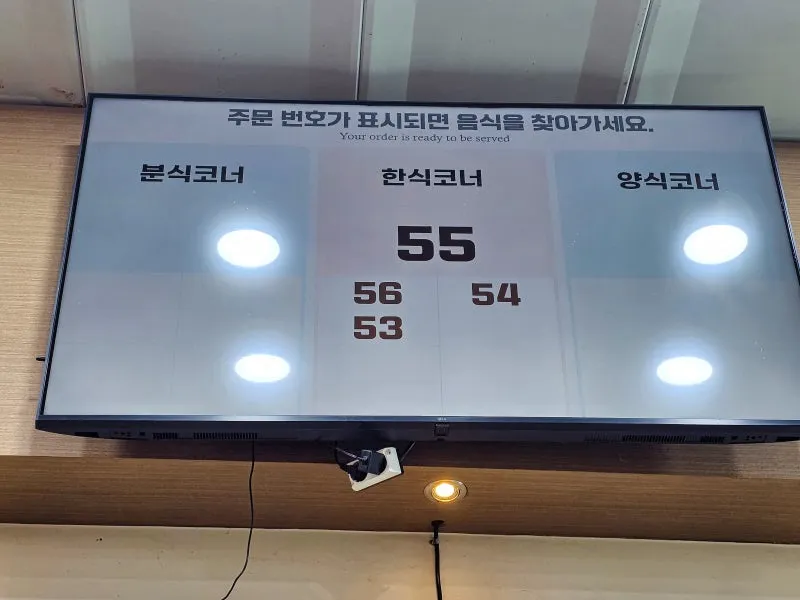 주문 번호가 표시되면 음식을 찾아가세요.
Your order is ready to be served
분식코너 한식코너 양식코너
55
56 54
53